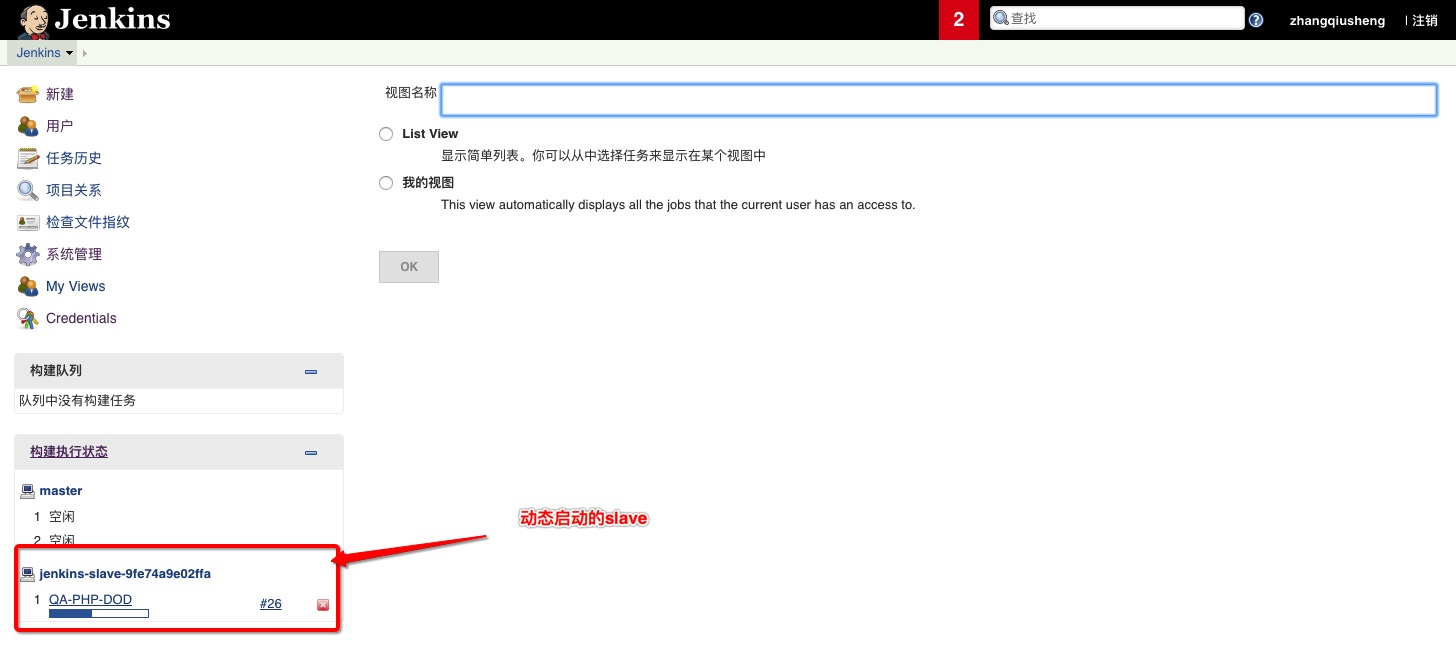 Jenkins
2
查找
zhangqiusheng
注销
Jenkins
新建
用户
任务历史
项目关系
检查文件指纹
系统管理
My Views
Credentials
视图名称
List View
显示简单列表。你可以从中选择任务来显示在某个视图中
我的视图
This view automatically displays all the jobs that the current user has an access to.
OK
构建队列
队列中没有构建任务
构建执行状态
master
1 空闲
2 空闲
动态启动的slave
jenkins-slave-9fe74a9e02ffa
1 QA-PHP-DOD #26